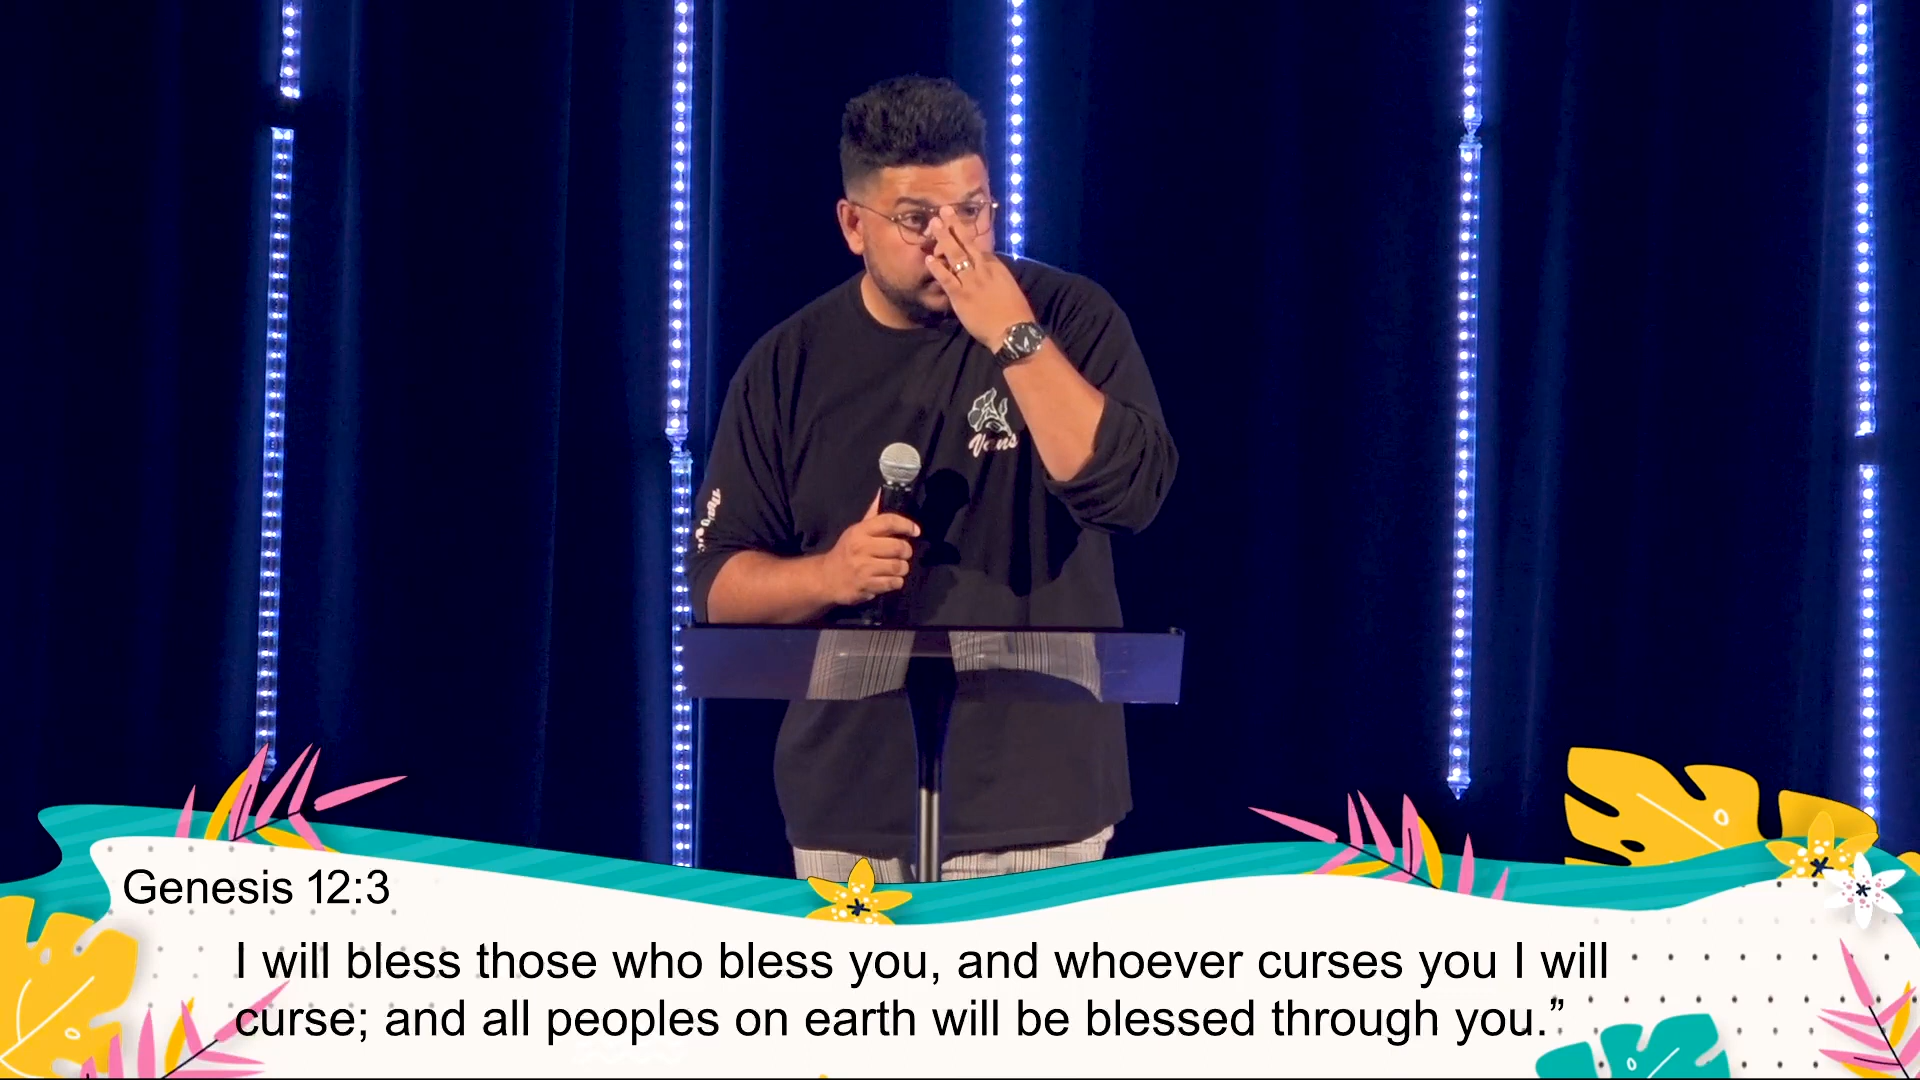 Vans
Genesis 12:3
I will bless those who bless you, and whoever curses you I will
curse; and all peoples on earth will be blessed through you.”